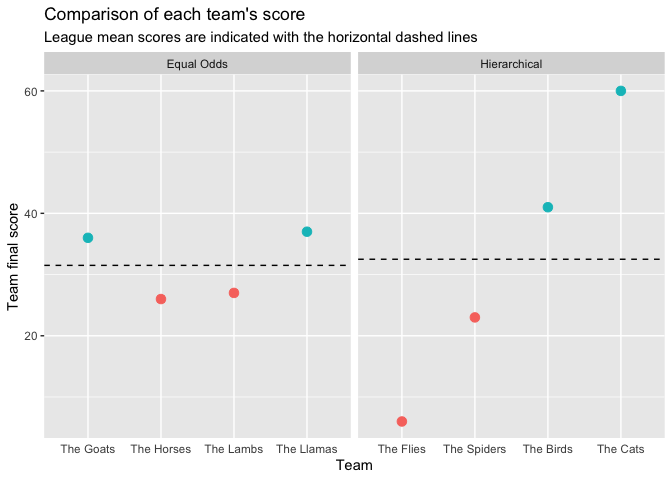 Comparison of each team's score
League mean scores are indicated with the horizontal dashed lines
Equal Odds
Hierarchical
60
40
20
Team final score
The Goats
The Horses
The Lambs
The Llamas
The Flies
The Spiders
The Birds
The Cats
Team